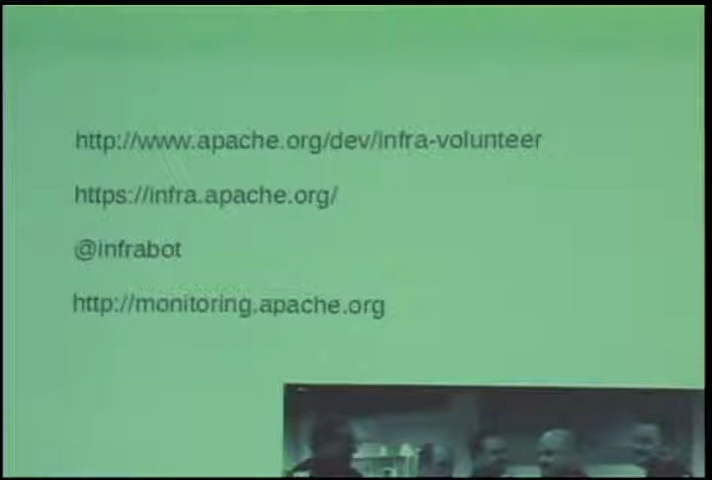 http://www.apache.org/dev/infra-volunteer
https://infra.apache.org/
@infrabot
http://monitoring.apache.org